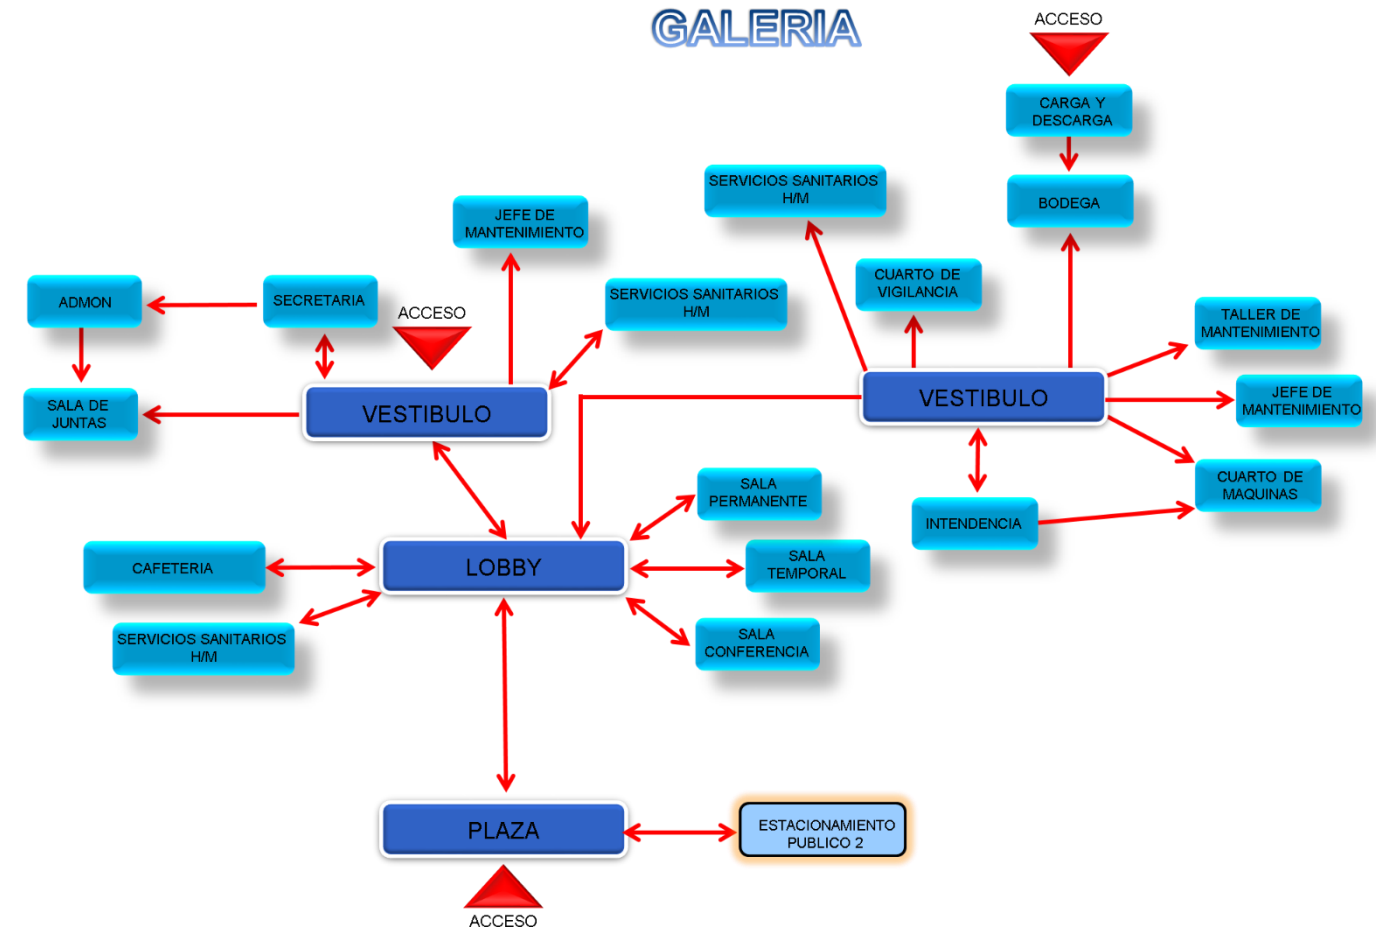 GALERIA
ACCESO
CARGA Y
DESCARGA
SERVICIOS SANITARIOS
H/M
BODEGA
JEFE DE
MANTENIMIENTO
CUARTO DE
VIGILANCIA
ADMON
SECRETARIA
SERVICIOS SANITARIOS
H/M
ACCESO
TALLER DE
MANTENIMIENTO
VESTIBULO
VESTIBULO
JEFE DE
MANTENIMIENTO
SALA DE
JUNTAS
SALA
PERMANENTE
CUARTO DE
MAQUINAS
INTENDENCIA
CAFETERIA
LOBBY
SALA
TEMPORAL
SERVICIOS SANITARIOS
H/M
SALA
CONFERENCIA
PLAZA
ESTACIONAMIENTO
PUBLICO 2
ACCESO